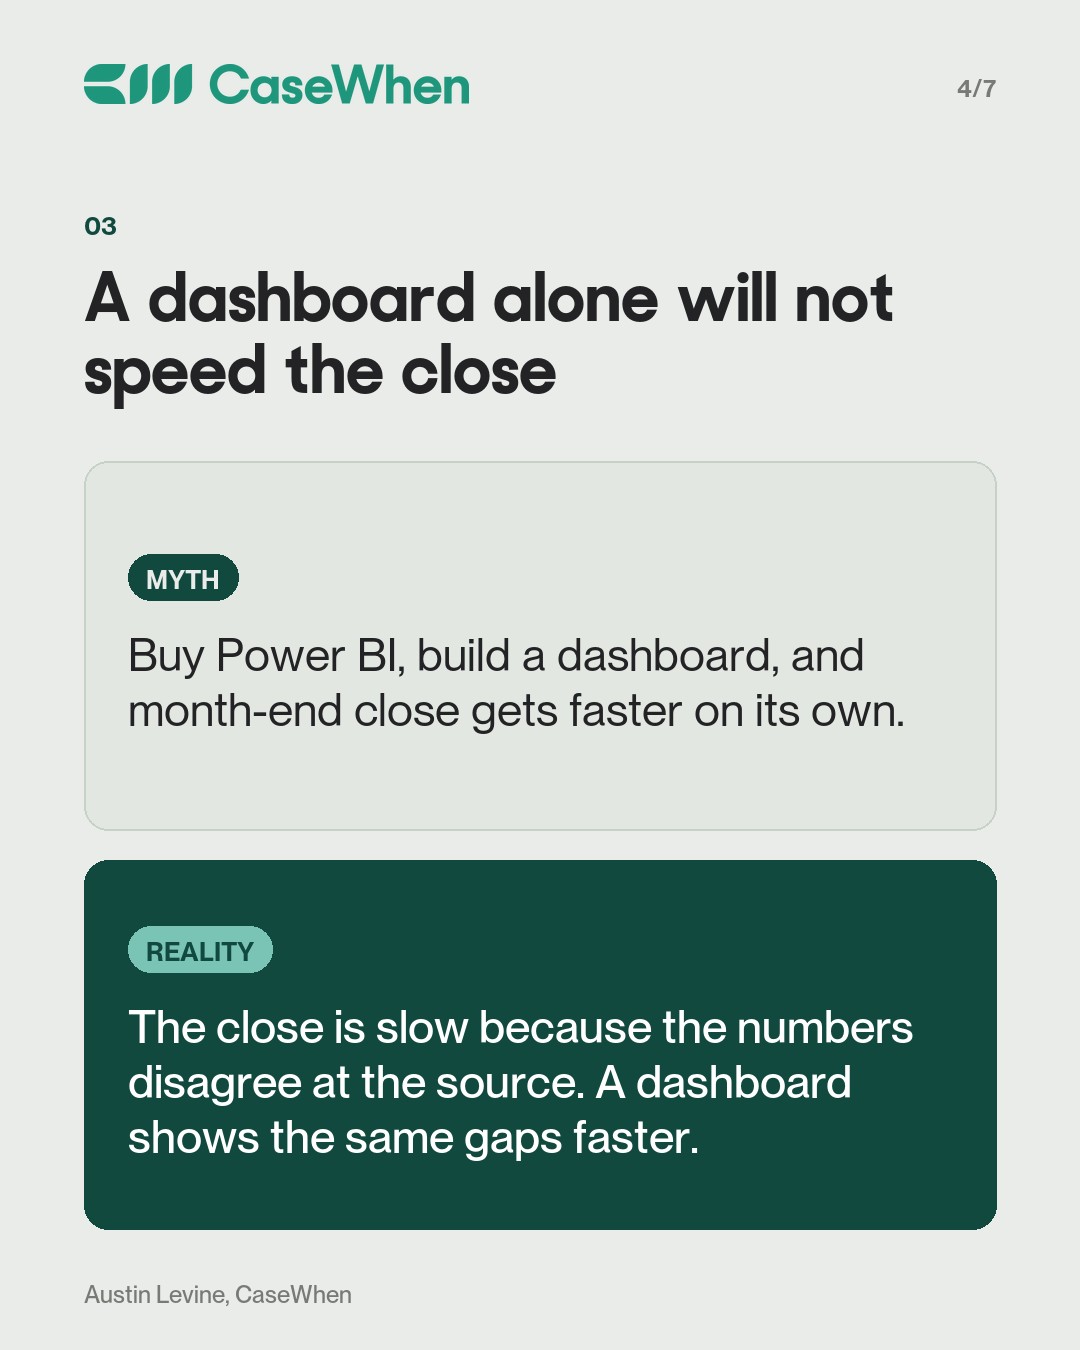 CaseWhen
4/7
03
A dashboard alone will not
speed the close
MYTH
Buy Power BI, build a dashboard, and
month-end close gets faster on its own.
REALITY
The close is slow because the numbers
disagree at the source. A dashboard
shows the same gaps faster.
Austin Levine, CaseWhen